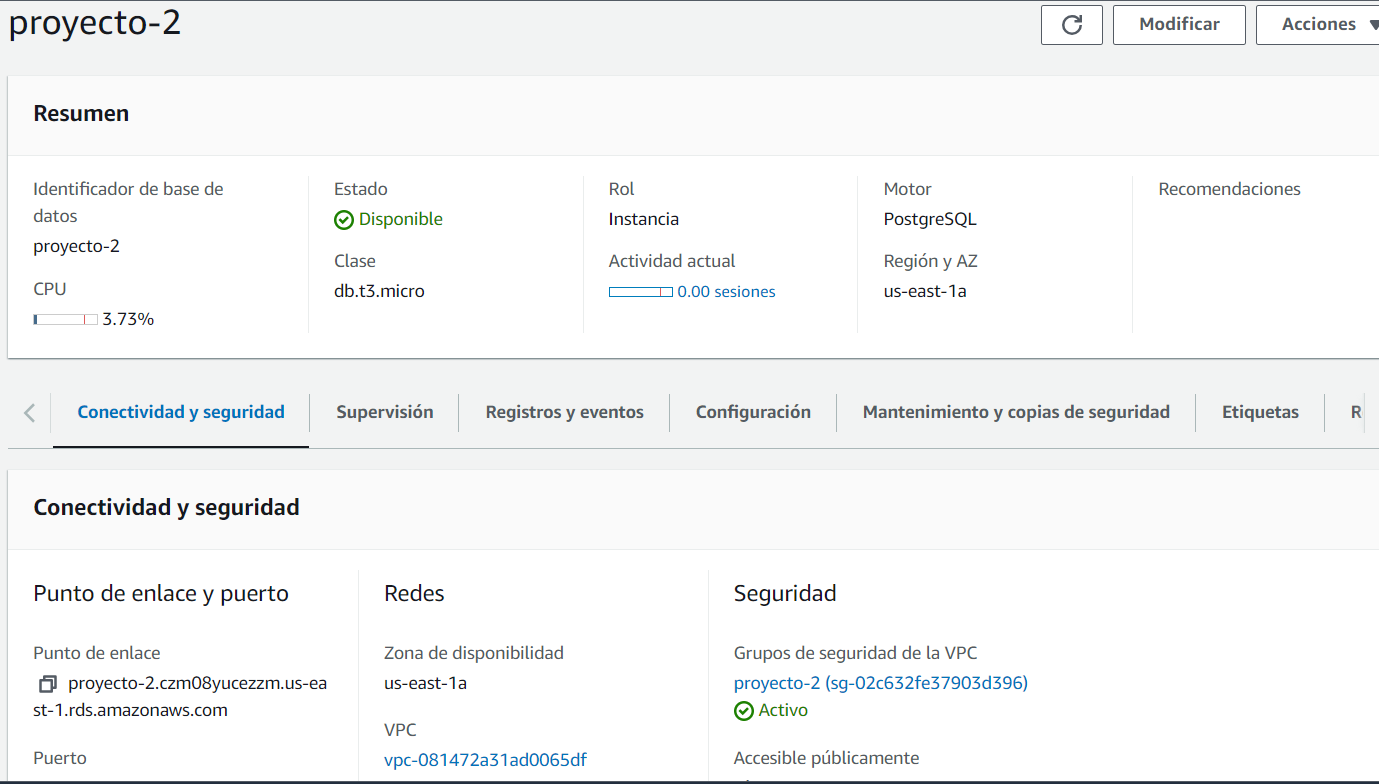 proyecto-2
Modificar
Acciones
Resumen
Identificador de base de
datos
proyecto-2
CPU
3.73%
Estado
Disponible
Clase
db.t3.micro
Rol
Instancia
Actividad actual
0.00 sesiones
Motor
PostgreSQL
Región y AZ
us-east-1a
Recomendaciones
Conectividad y seguridad
Supervisión
Registros y eventos
Configuración
Mantenimiento y copias de seguridad
Etiquetas
R
Conectividad y seguridad
Punto de enlace y puerto
Punto de enlace
proyecto-2.czm08yucezzm.us-ea
st-1.rds.amazonaws.com
Puerto
Redes
Zona de disponibilidad
us-east-1a
VPC
vpc-081472a31ad0065df
Seguridad
Grupos de seguridad de la VPC
proyecto-2 (sg-02c632fe37903d396)
Activo
Accesible públicamente